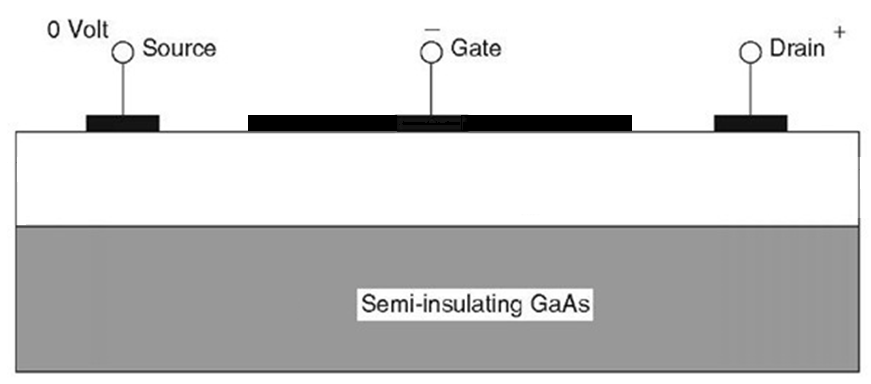 0 Volt
Source
–
Gate
Drain +
Semi-insulating GaAs